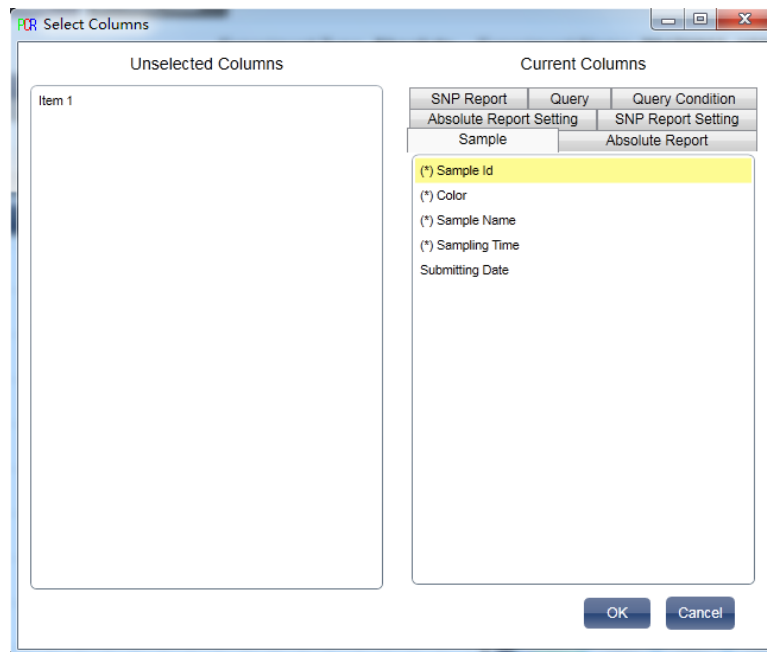 PCR Select Columns
Unselected Columns
Current Columns
Item 1
SNP Report
Query
Query Condition
Absolute Report Setting
SNP Report Setting
Sample
Absolute Report
(*) Sample Id
(*) Color
(*) Sample Name
(*) Sampling Time
Submitting Date
OK
Cancel